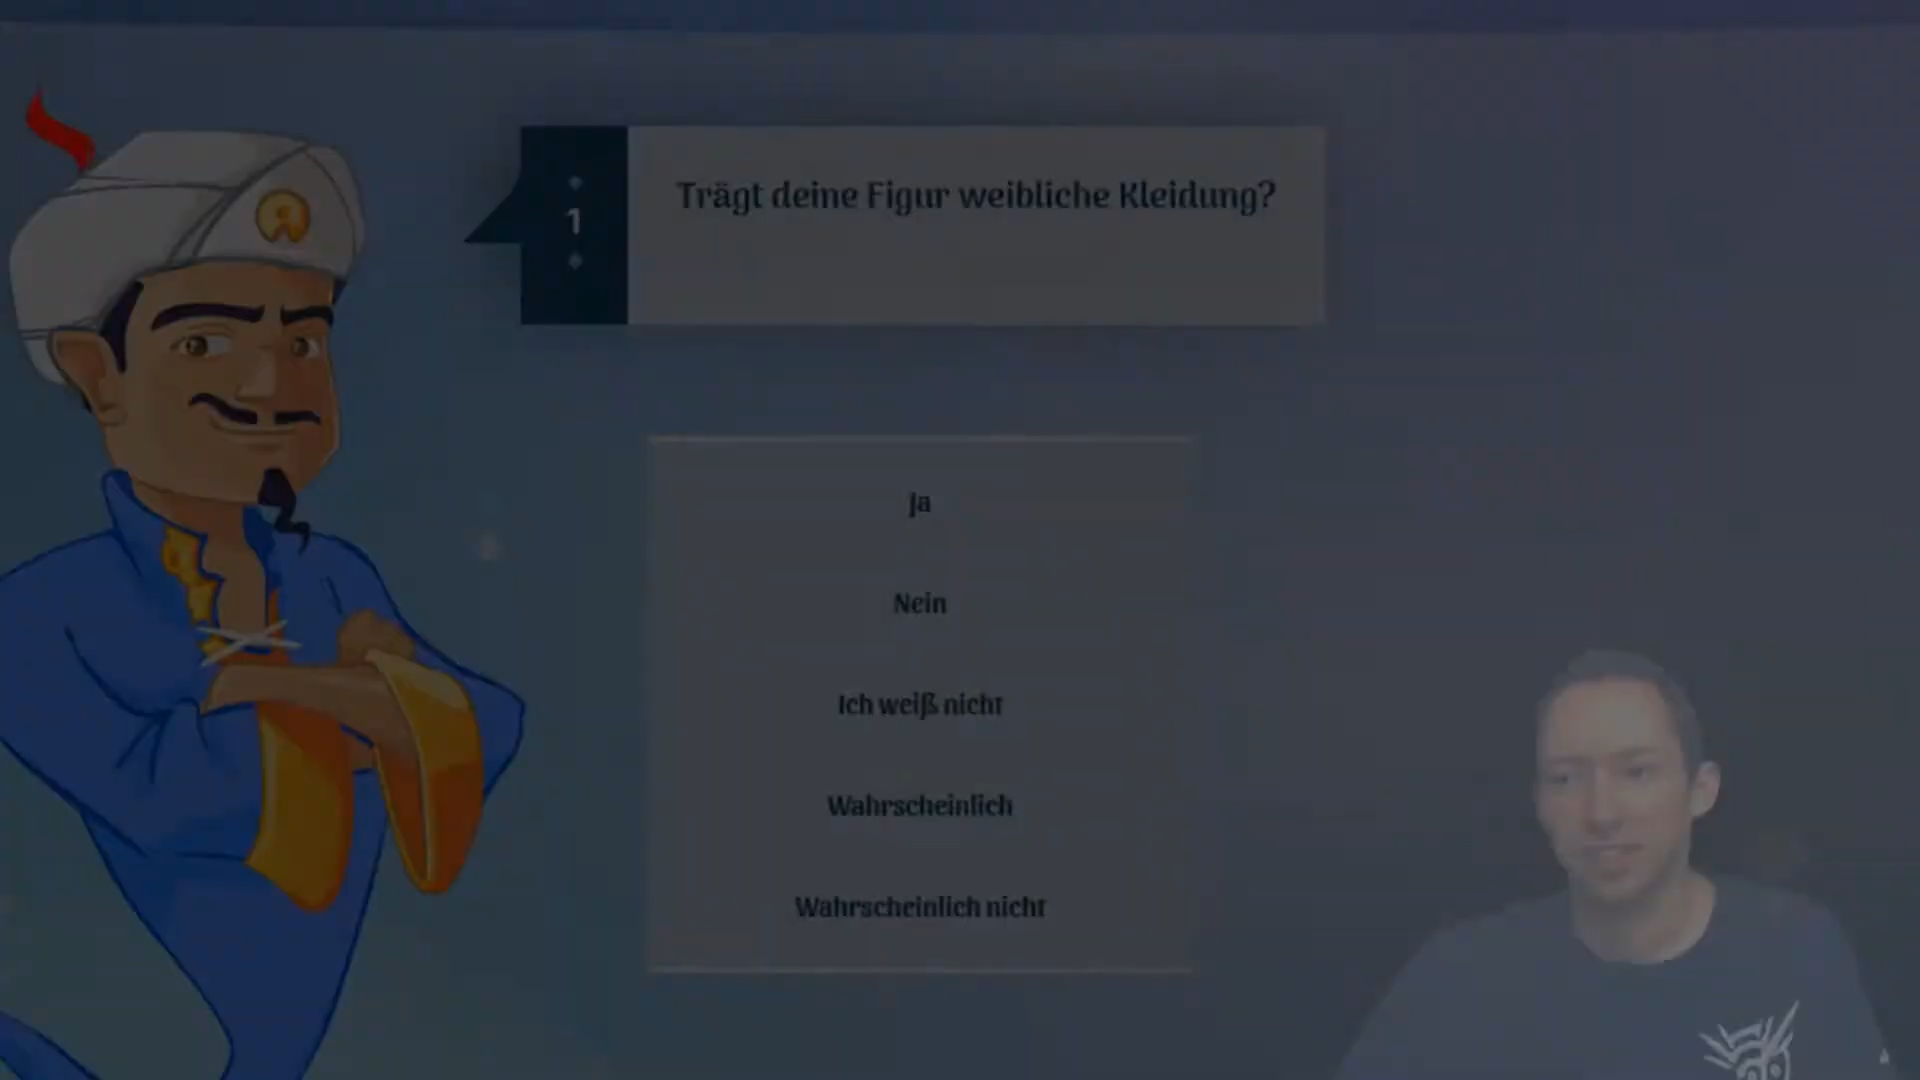 1
Trägt deine Figur weibliche Kleidung?
Ja
Nein
Ich weiß nicht
Wahrscheinlich
Wahrscheinlich nicht